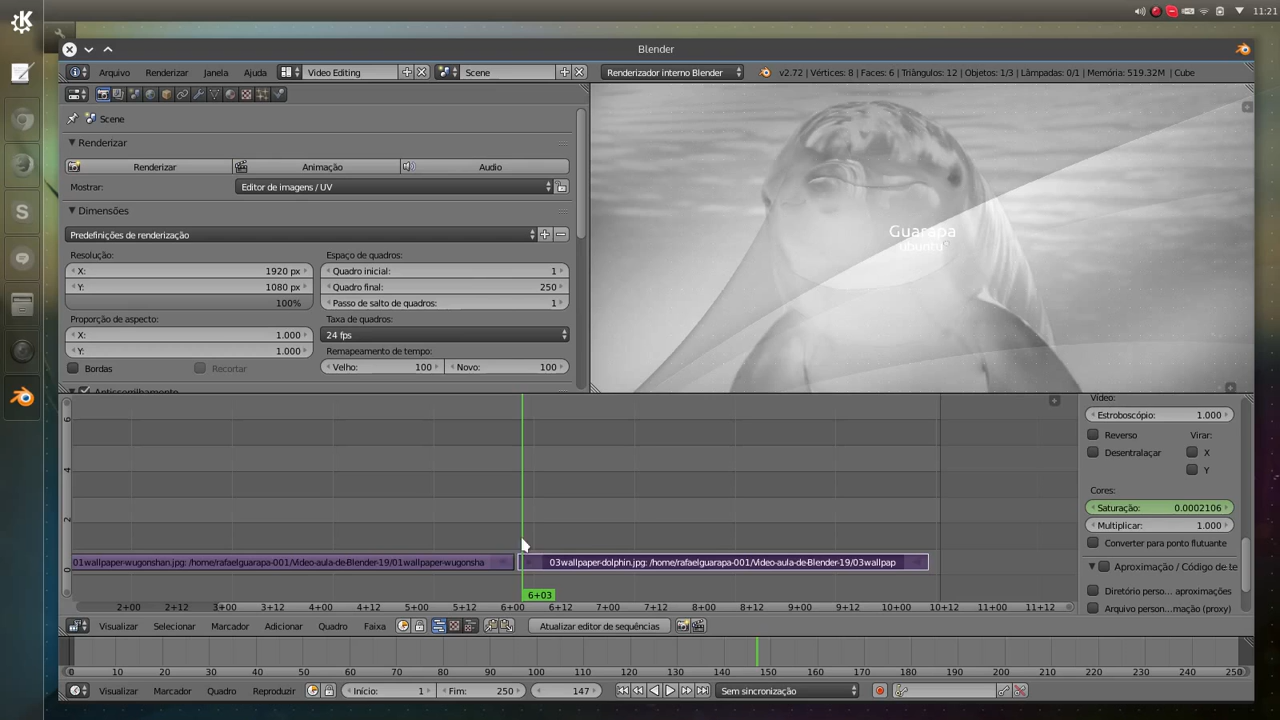 11:21
Blender
Arquivo Renderizar Janela Ajuda Video Editing Scene Renderizador interno Blender v2.72 | Vértices: 8 | Faces: 6 | Triângulos: 12 | Objetos: 1/3 | Lâmpadas: 0/1 | Memória: 519.32M | Cube
Scene
Renderizar
Renderizar Animação Audio
Mostrar: Editor de imagens / UV
Dimensões
Predefinições de renderização
Resolução: Espaço de quadros:
X: 1920 px Quadro inicial: 1
Y: 1080 px Quadro final: 250
100% Passo de salto de quadros: 1
Proporção de aspecto: Taxa de quadros:
X: 1.000 24 fps
Y: 1.000 Remapeamento de tempo:
Bordas Recortar Velho: 100 Novo: 100
Antisserrilhamento
Guarapa
ubuntu
Vídeo:
Estroboscópio: 1.000
Reverso Virar:
Desentralaçar X
Y
Cores:
Saturação: 0.0002106
Multiplicar: 1.000
Converter para ponto flutuante
Aproximação / Código de te
Diretório perso... aproximações
Arquivo person...mação (proxy)
6
4
2
0
01wallpaper-wugonshan.jpg: /home/rafaelguarapa-001/Video-aula-de-Blender-19/01wallpaper-wugonsha 03wallpaper-dolphin.jpg: /home/rafaelguarapa-001/Video-aula-de-Blender-19/03wallpap
6+03
2+00 2+12 3+00 3+12 4+00 4+12 5+00 5+12 6+00 6+12 7+00 7+12 8+00 8+12 9+00 9+12 10+00 10+12 11+00 11+12
Visualizar Selecionar Marcador Adicionar Quadro Faixa Atualizar editor de sequências
0 10 20 30 40 50 60 70 80 90 100 110 120 130 140 150 160 170 180 190 200 210 220 230 240 250
Visualizar Marcador Quadro Reproduzir Início: 1 Fim: 250 147 Sem sincronização